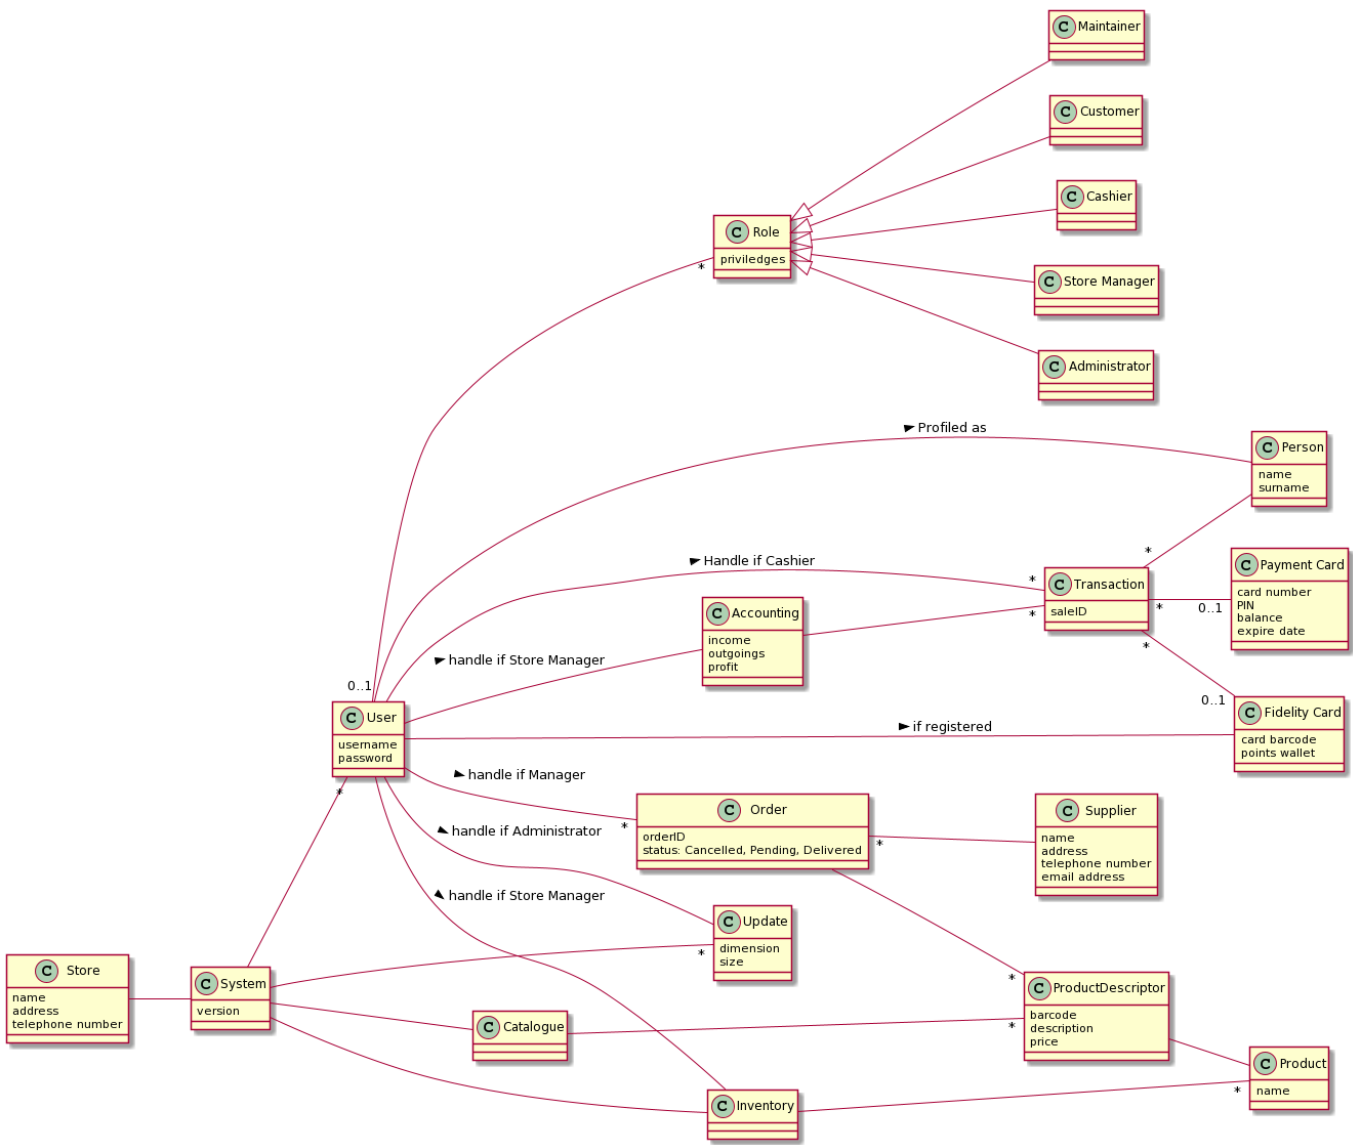 C Maintainer
C Customer
C Cashier
C Role
priviledges
*
C Store Manager
C Administrator
Profiled as
C Person
name
surname
*
Handle if Cashier
*
C Transaction
saleID
*
*
*
0..1
C Payment Card
card number
PIN
balance
expire date
C Accounting
income
outgoings
profit
handle if Store Manager
0..1
0..1
C User
username
password
*
if registered
C Fidelity Card
card barcode
points wallet
handle if Manager
*
C Order
orderID
status: Cancelled, Pending, Delivered
*
C Supplier
name
address
telephone number
email address
handle if Administrator
handle if Store Manager
C Update
dimension
size
*
C Store
name
address
telephone number
C System
version
C Catalogue
*
*
C ProductDescriptor
barcode
description
price
C Product
name
*
C Inventory